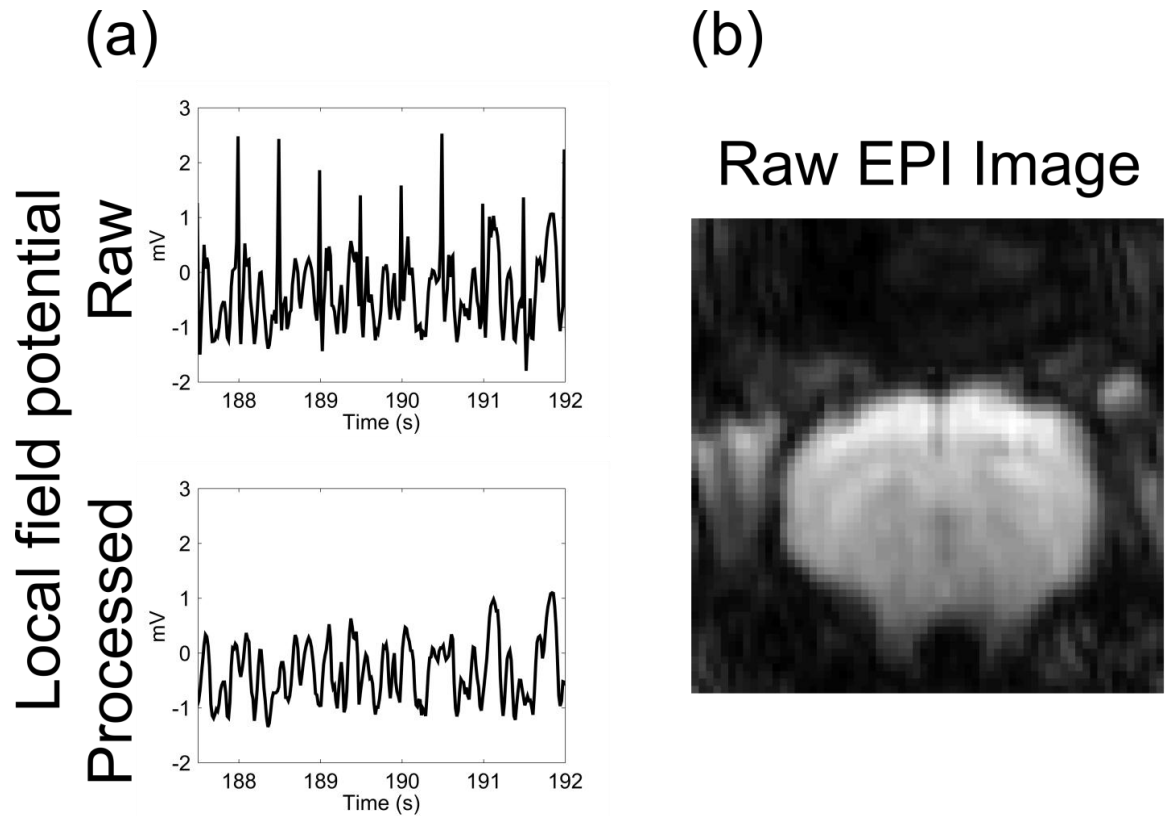 (a)
(b)
Local field potential
Raw
3
2
1
0
-1
-2
mV
188 189 190 191 192
Time (s)
Processed
3
2
1
0
-1
-2
mV
188 189 190 191 192
Time (s)
Raw EPI Image